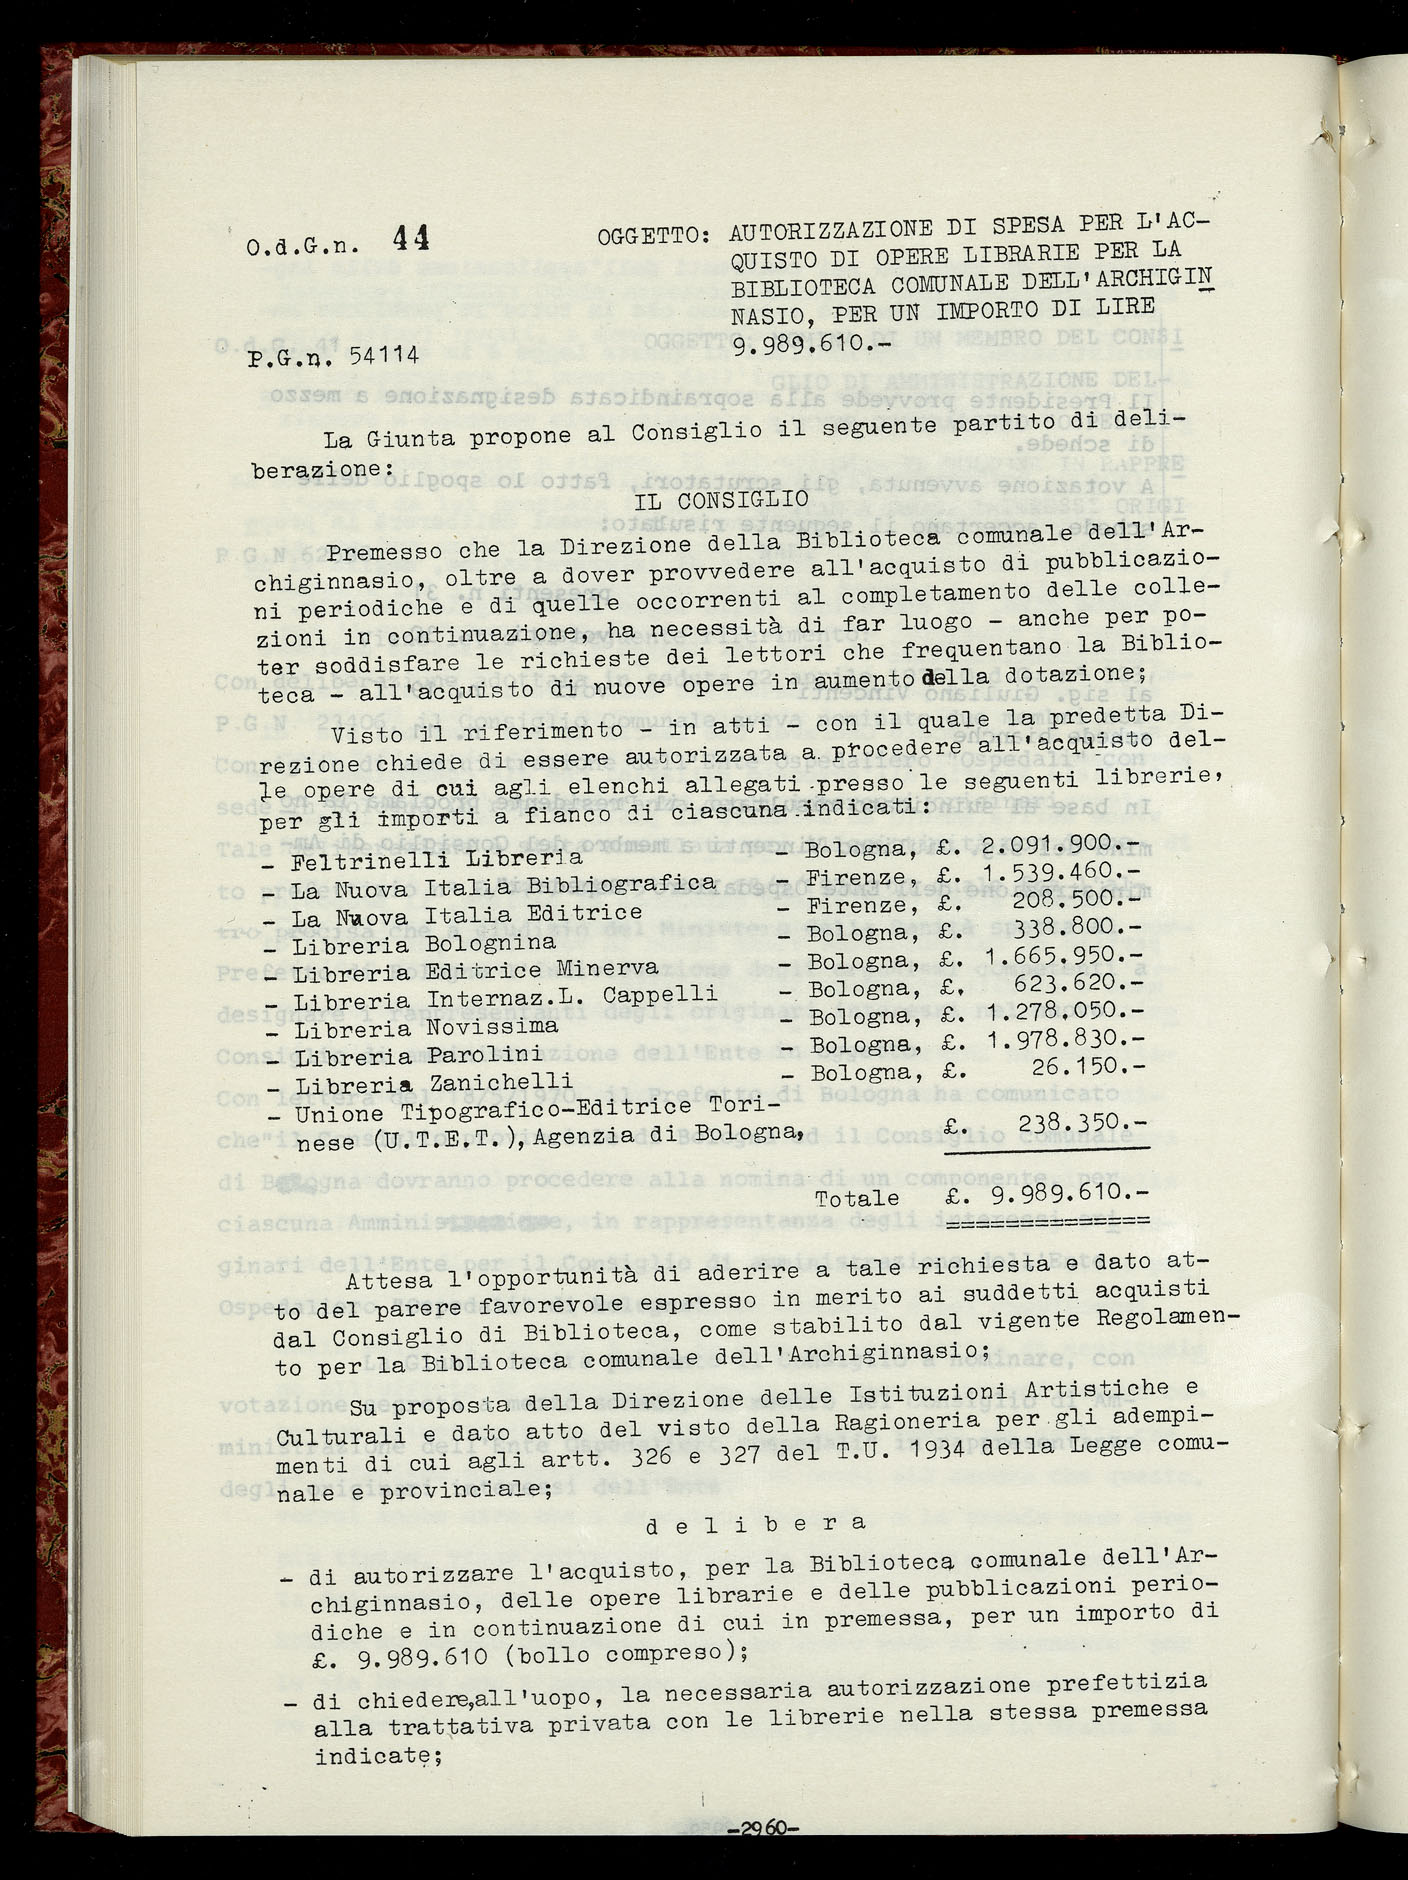 O.d.G.n. 44
OGGETTO: AUTORIZZAZIONE DI SPESA PER L'AC-
QUISTO DI OPERE LIBRARIE PER LA
BIBLIOTECA COMUNALE DELL'ARCHIGIN
NASIO, PER UN IMPORTO DI LIRE
9.989.610.-
P.G.n. 54114
La Giunta propone al Consiglio il seguente partito di deli-
berazione:
IL CONSIGLIO
Premesso che la Direzione della Biblioteca comunale dell'Ar-
chiginnasio, oltre a dover provvedere all'acquisto di pubblicazio-
ni periodiche e di quelle occorrenti al completamento delle colle-
zioni in continuazione, ha necessità di far luogo - anche per po-
ter soddisfare le richieste dei lettori che frequentano la Biblio-
teca - all'acquisto di nuove opere in aumento della dotazione;
Visto il riferimento - in atti - con il quale la predetta Di-
rezione chiede di essere autorizzata a procedere all'acquisto del-
le opere di cui agli elenchi allegati presso le seguenti librerie,
per gli importi a fianco di ciascuna indicati:
- Feltrinelli Libreria - Bologna, £. 2.091.900.-
- La Nuova Italia Bibliografica - Firenze, £. 1.539.460.-
- La Nuova Italia Editrice - Firenze, £. 208.500.-
- Libreria Bolognina - Bologna, £. 338.800.-
- Libreria Editrice Minerva - Bologna, £. 1.665.950.-
- Libreria Internaz.L. Cappelli - Bologna, £. 623.620.-
- Libreria Novissima - Bologna, £. 1.278.050.-
- Libreria Parolini - Bologna, £. 1.978.830.-
- Libreria Zanichelli - Bologna, £. 26.150.-
- Unione Tipografico-Editrice Tori-
nese (U.T.E.T.), Agenzia di Bologna, £. 238.350.-
Totale £. 9.989.610.-
==============
Attesa l'opportunità di aderire a tale richiesta e dato at-
to del parere favorevole espresso in merito ai suddetti acquisti
dal Consiglio di Biblioteca, come stabilito dal vigente Regolamen-
to per la Biblioteca comunale dell'Archiginnasio;
Su proposta della Direzione delle Istituzioni Artistiche e
Culturali e dato atto del visto della Ragioneria per gli adempi-
menti di cui agli artt. 326 e 327 del T.U. 1934 della Legge comu-
nale e provinciale;
d e l i b e r a
- di autorizzare l'acquisto, per la Biblioteca comunale dell'Ar-
chiginnasio, delle opere librarie e delle pubblicazioni perio-
diche e in continuazione di cui in premessa, per un importo di
£. 9.989.610 (bollo compreso);
- di chiedere,all'uopo, la necessaria autorizzazione prefettizia
alla trattativa privata con le librerie nella stessa premessa
indicate;
-2960-